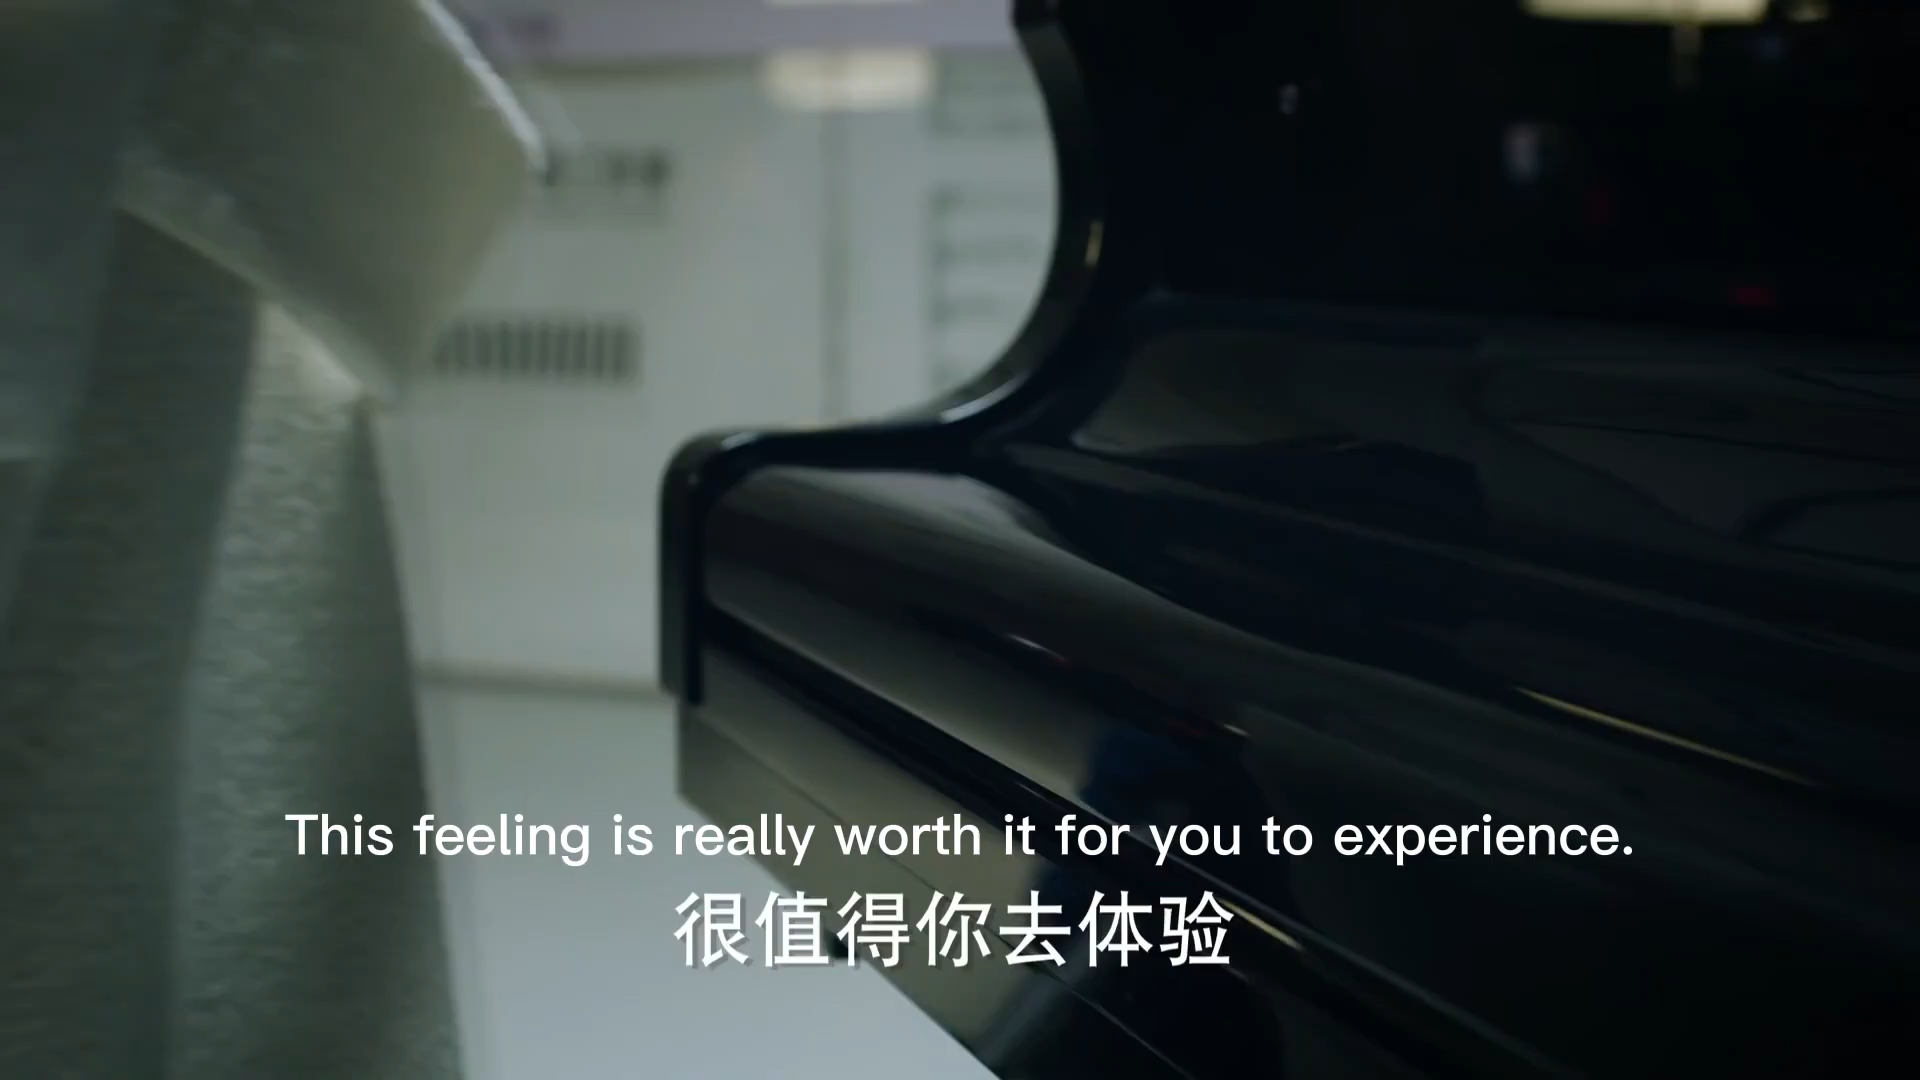 This feeling is really worth it for you to experience.
很值得你去体验